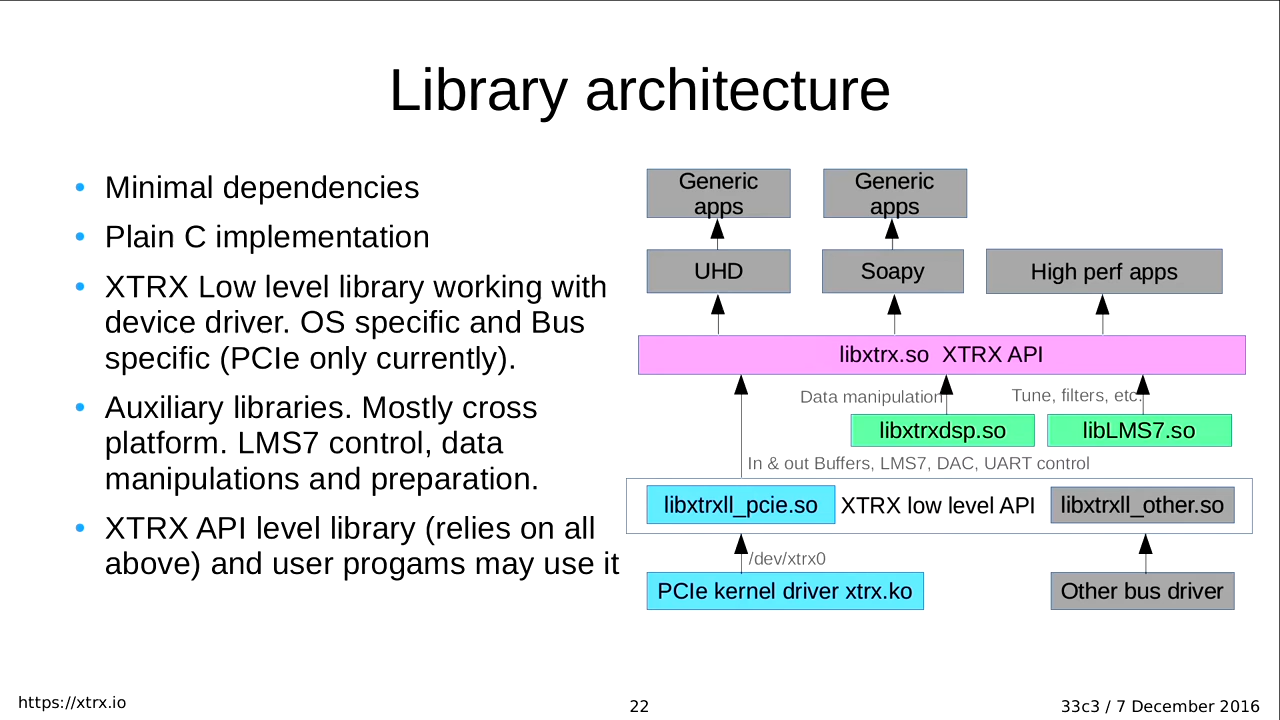 Library architecture
• Minimal dependencies
• Plain C implementation
• XTRX Low level library working with
device driver. OS specific and Bus
specific (PCIe only currently).
• Auxiliary libraries. Mostly cross
platform. LMS7 control, data
manipulations and preparation.
• XTRX API level library (relies on all
above) and user progams may use it
Generic
apps
Generic
apps
UHD
Soapy
High perf apps
libxtrx.so XTRX API
Data manipulation
Tune, filters, etc.
libxtrxdsp.so
libLMS7.so
In & out Buffers, LMS7, DAC, UART control
libxtrxll_pcie.so
XTRX low level API
libxtrxll_other.so
/dev/xtrx0
PCIe kernel driver xtrx.ko
Other bus driver
https://xtrx.io
22
33c3 / 7 December 2016